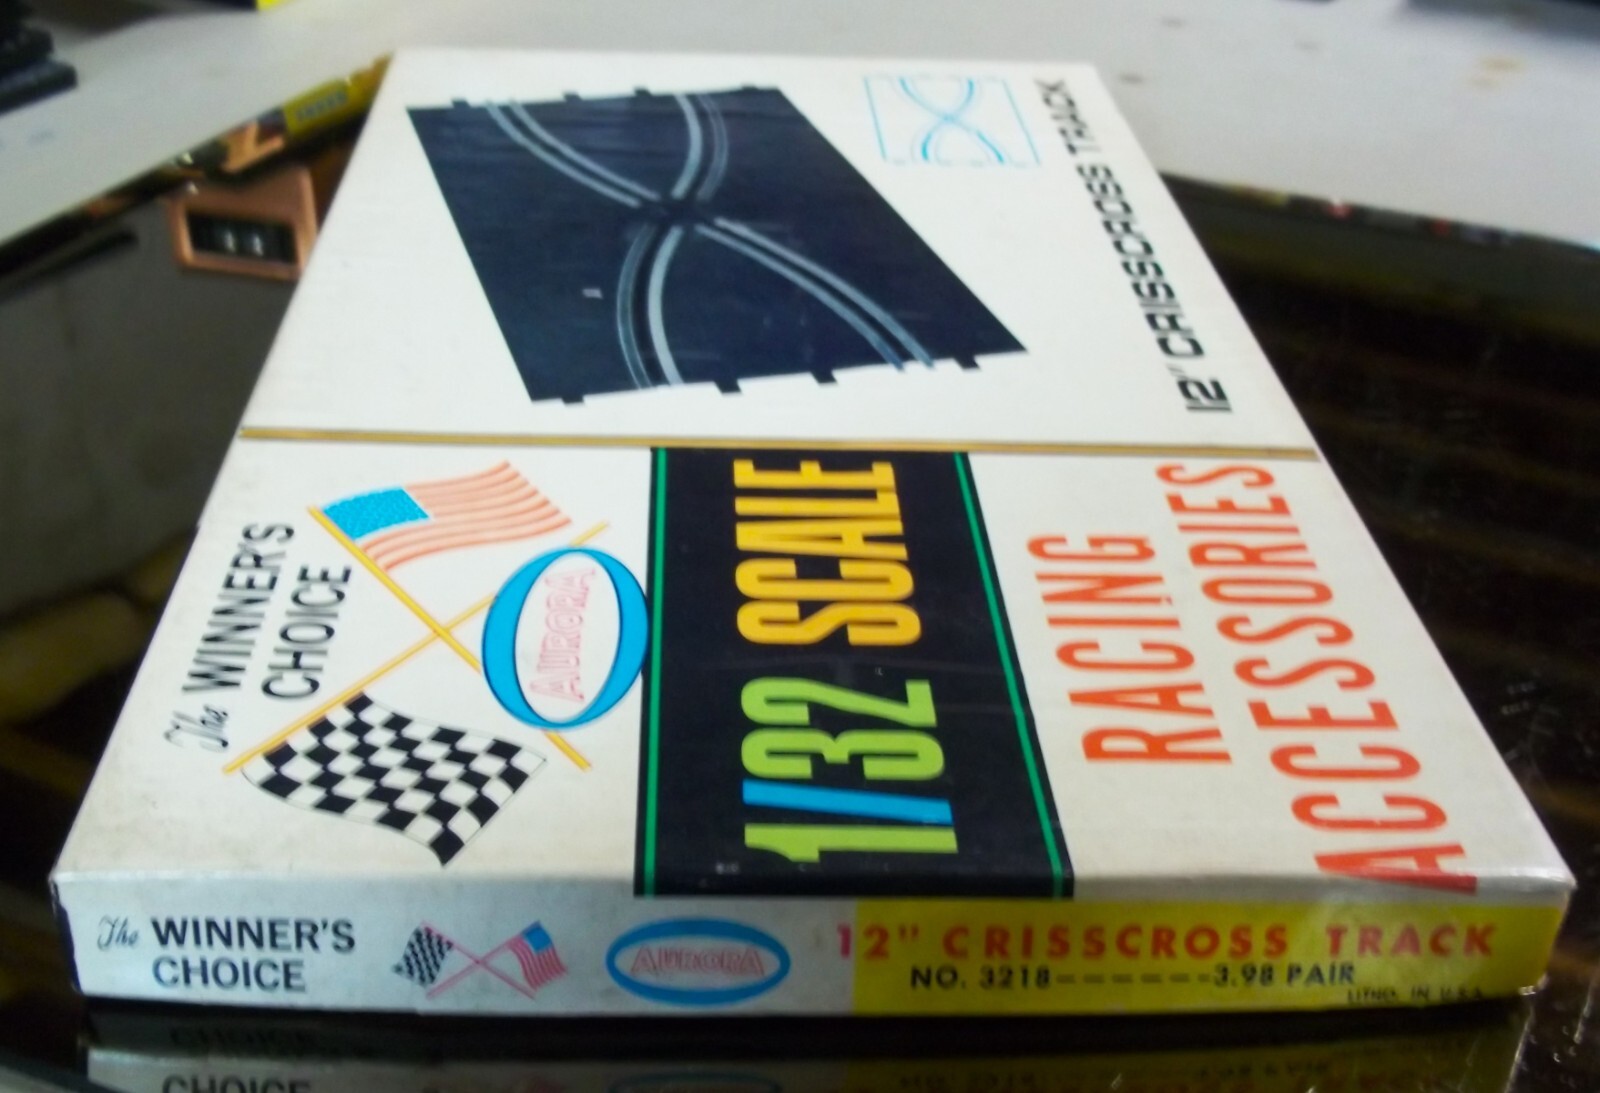 12" CRISSCROSS TRACK
The WINNER'S
CHOICE
AURORA
1/32 SCALE
RACING
ACCESSORIES
The WINNER'S
CHOICE
AURORA
12" CRISSCROSS TRACK
NO. 3218------3.98 PAIR
LITHO. IN U.S.A.